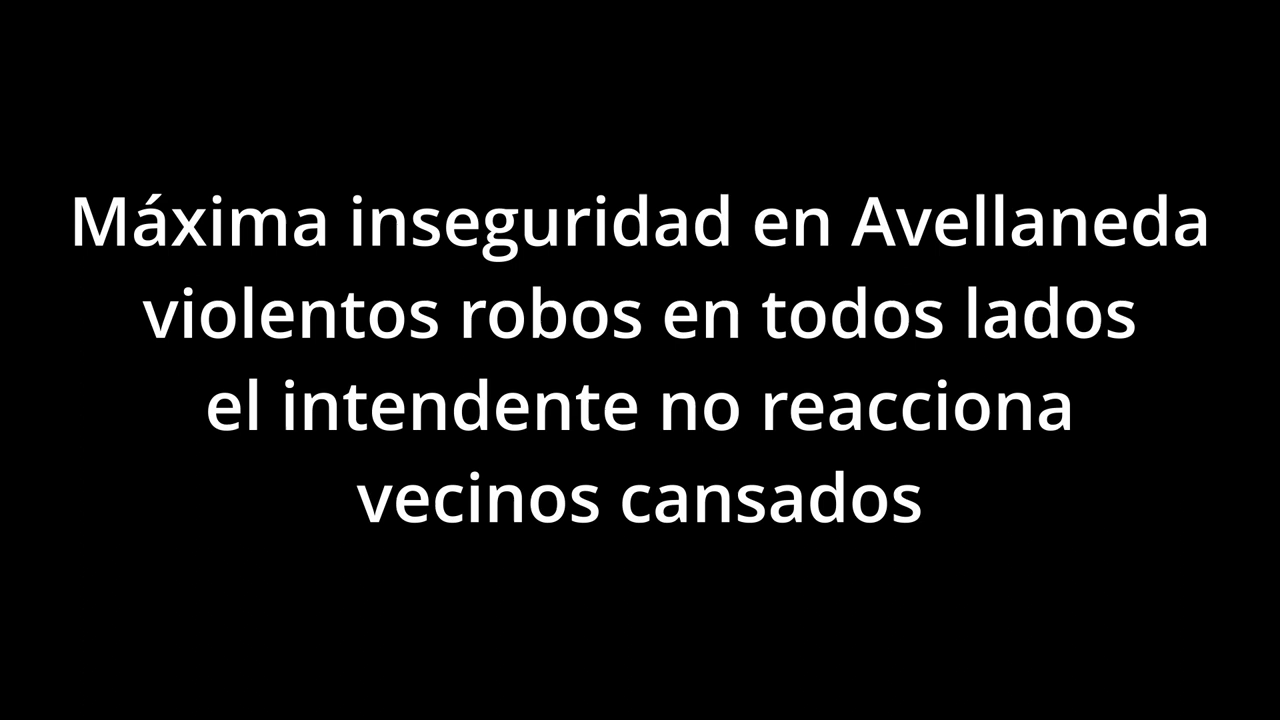 Máxima inseguridad en Avellaneda
violentos robos en todos lados
el intendente no reacciona
vecinos cansados